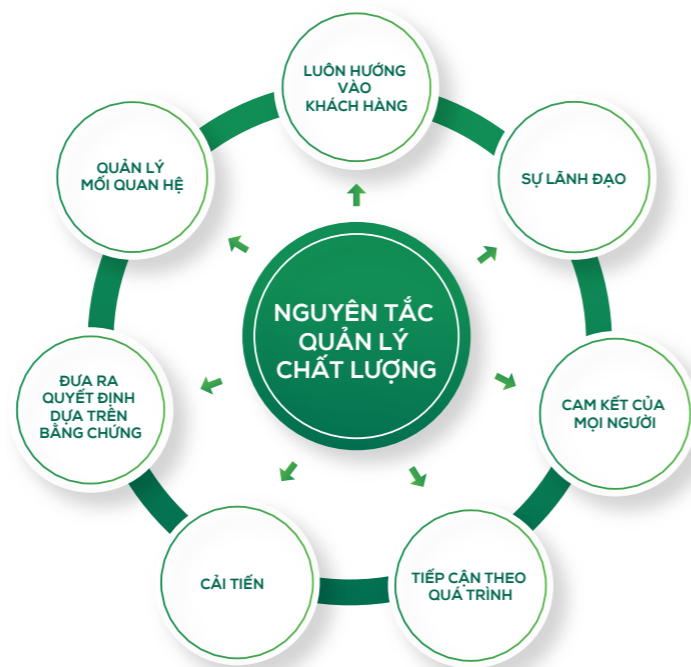 LUÔN HƯỚNG
VÀO
KHÁCH HÀNG
SỰ LÃNH ĐẠO
CAM KẾT CỦA
MỌI NGƯỜI
TIẾP CẬN THEO
QUÁ TRÌNH
CẢI TIẾN
ĐƯA RA
QUYẾT ĐỊNH
DỰA TRÊN
BẰNG CHỨNG
QUẢN LÝ
MỐI QUAN HỆ
NGUYÊN TẮC
QUẢN LÝ
CHẤT LƯỢNG